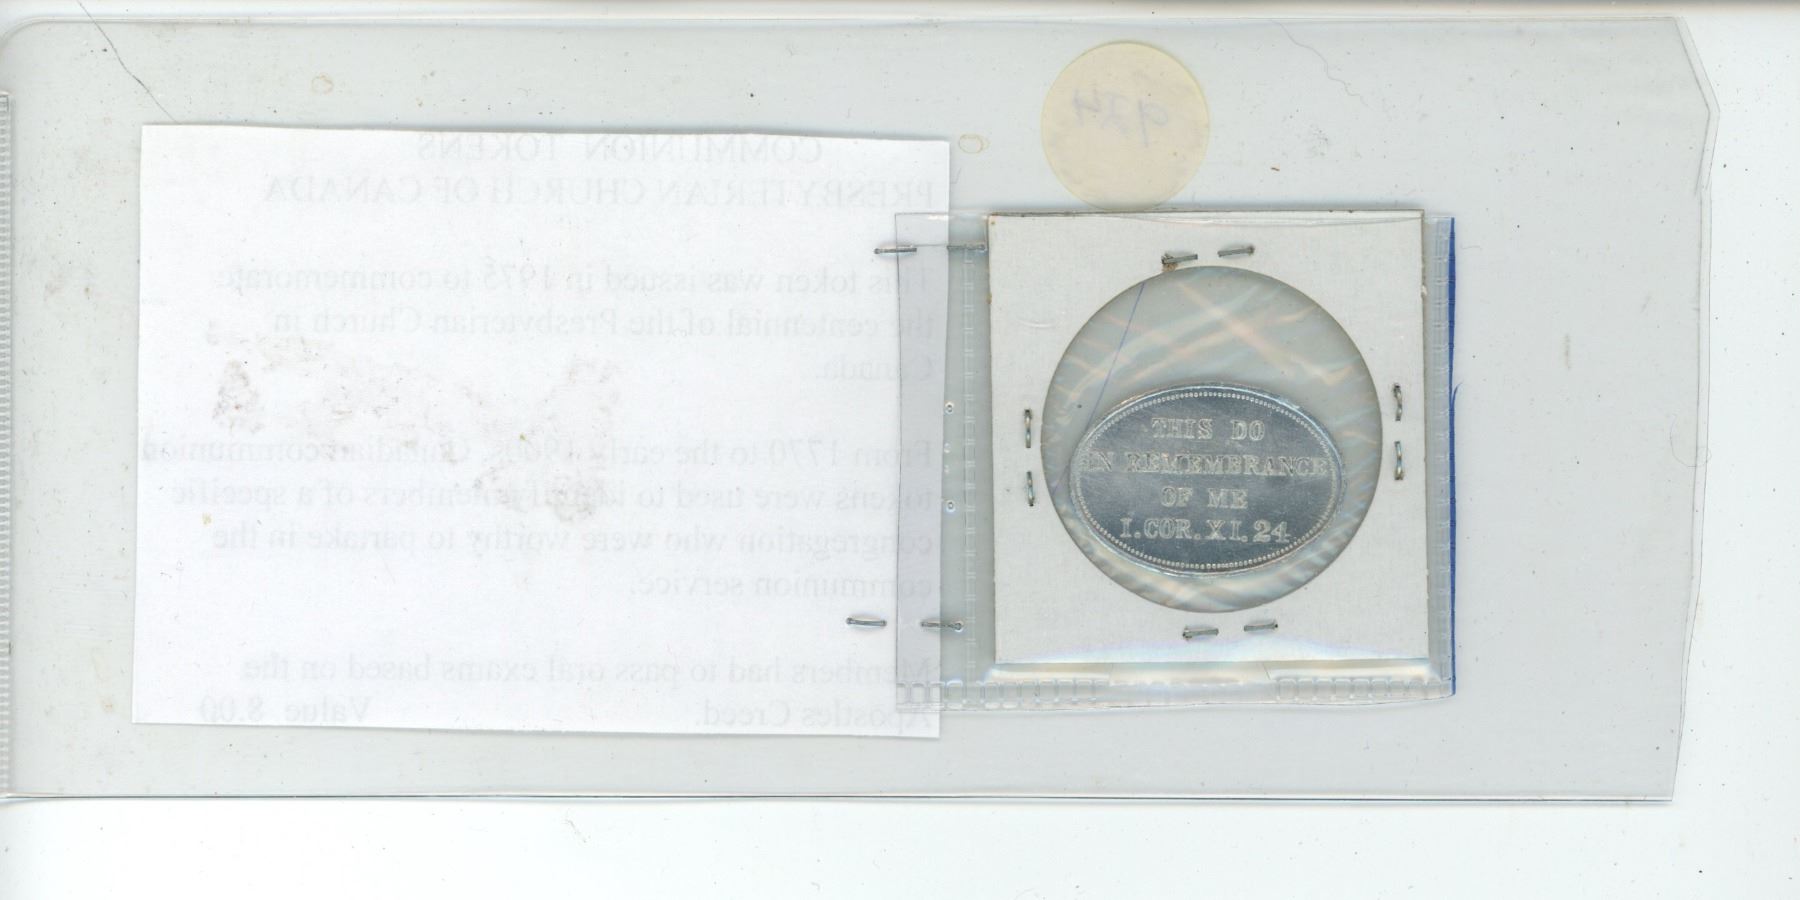 COMMUNION TOKENS
PRESBYTERIAN CHURCH OF CANADA
This token was issued in 1975 to commemorate
the centennial of the Presbyterian Church in
Canada.
From 1770 to the early 1900s, Canadian communion
tokens were used to identify members of a specific
congregation who were worthy to partake in the
communion service.
Members had to pass oral exams based on the
Apostles Creed. Value 8.00
THIS DO
IN REMEMBRANCE
OF ME
I. COR. XI. 24